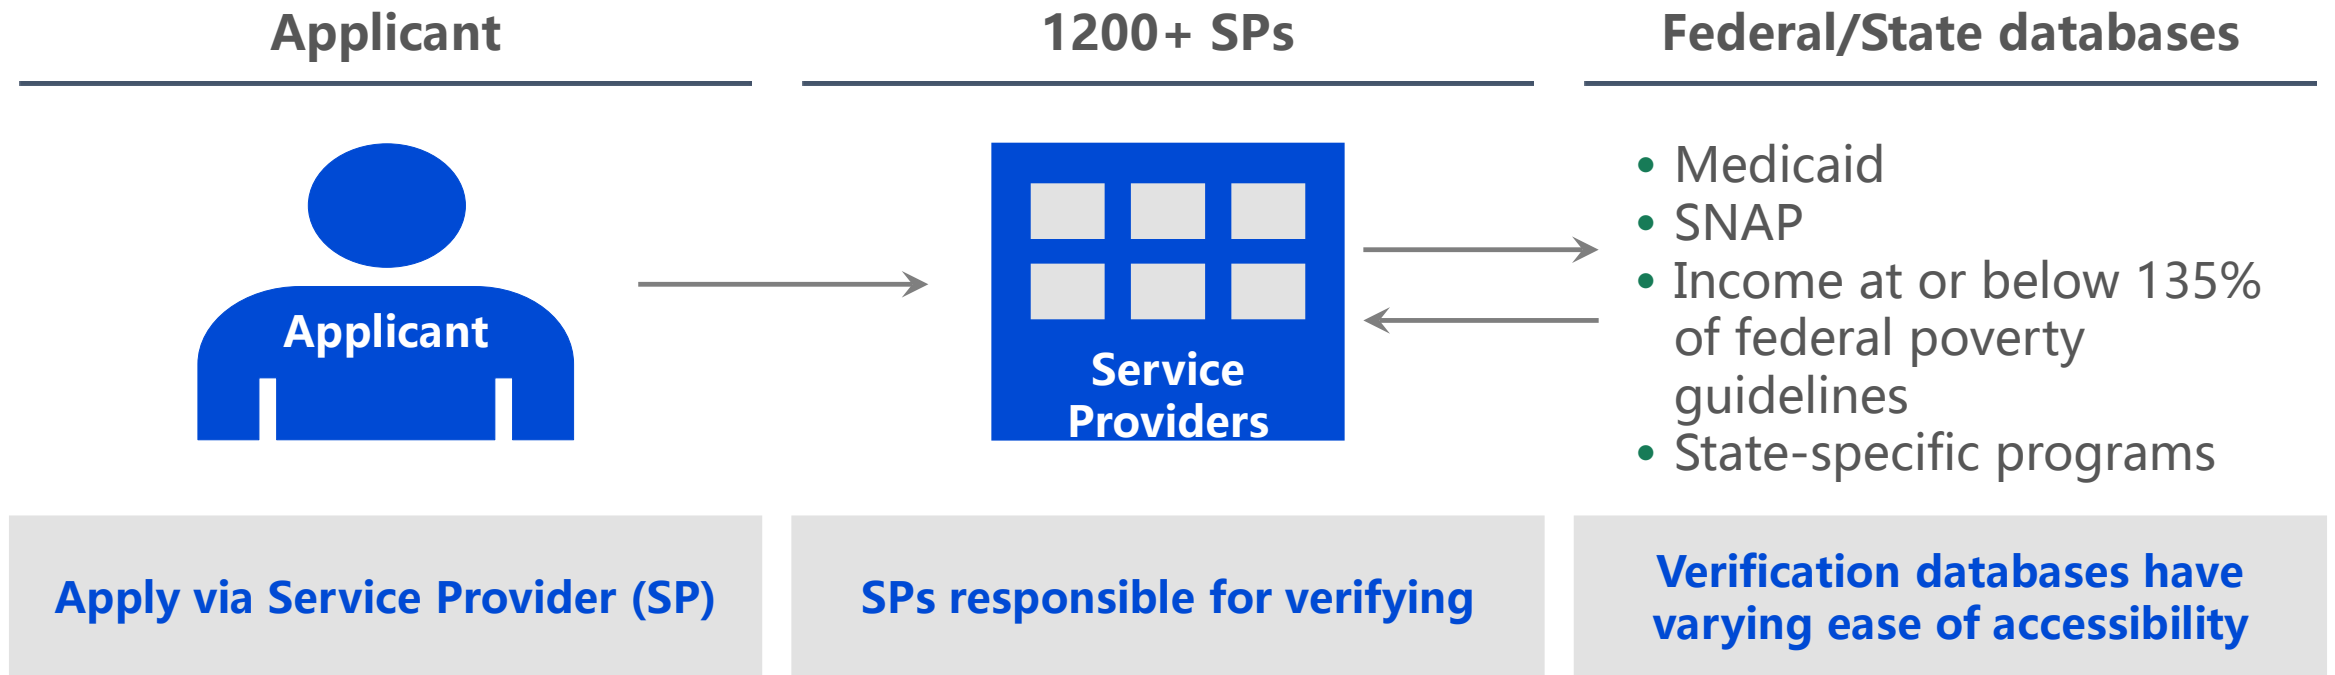 Applicant
1200+ SPs
Federal/State databases
Applicant
Service
Providers
• Medicaid
• SNAP
• Income at or below 135%
of federal poverty
guidelines
• State-specific programs
Apply via Service Provider (SP)
SPs responsible for verifying
Verification databases have
varying ease of accessibility